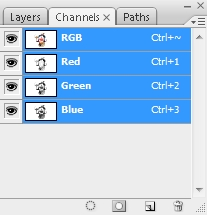 Layers Channels × Paths
RGB Ctrl+~
Red Ctrl+1
Green Ctrl+2
Blue Ctrl+3